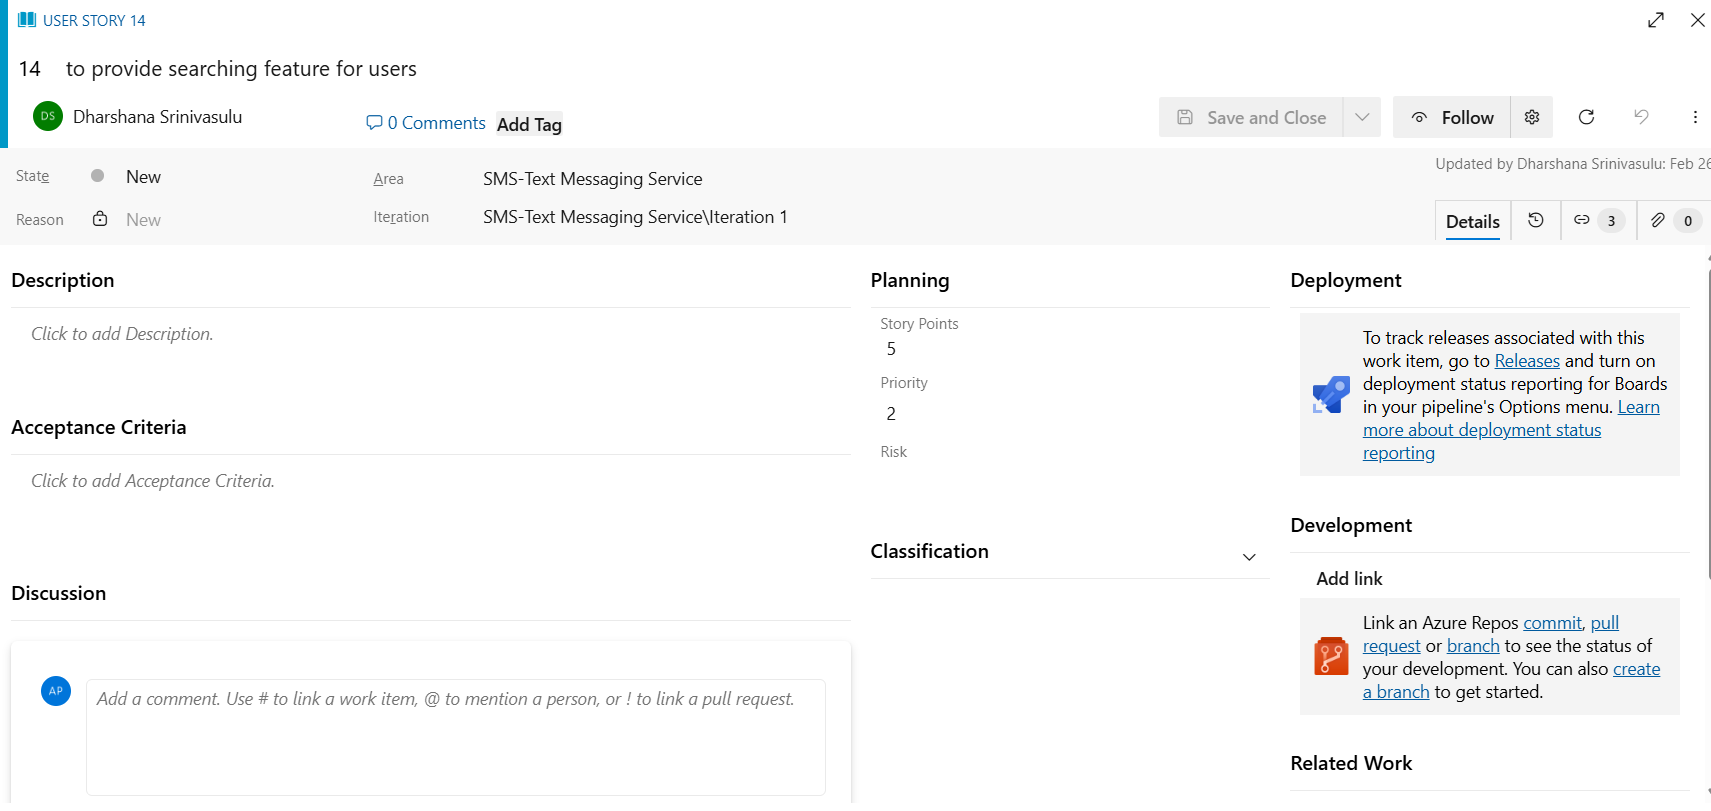 USER STORY 14
14 to provide searching feature for users
DS Dharshana Srinivasulu
0 Comments
Add Tag
Save and Close
Follow
State
New
Area
SMS-Text Messaging Service
Updated by Dharshana Srinivasulu: Feb 26
Reason
New
Iteration
SMS-Text Messaging Service\Iteration 1
Details
3
0
Description
Click to add Description.
Acceptance Criteria
Click to add Acceptance Criteria.
Discussion
AP
Add a comment. Use # to link a work item, @ to mention a person, or ! to link a pull request.
Planning
Story Points
5
Priority
2
Risk
Classification
Deployment
To track releases associated with this
work item, go to Releases and turn on
deployment status reporting for Boards
in your pipeline's Options menu. Learn
more about deployment status
reporting
Development
Add link
Link an Azure Repos commit, pull
request or branch to see the status of
your development. You can also create
a branch to get started.
Related Work